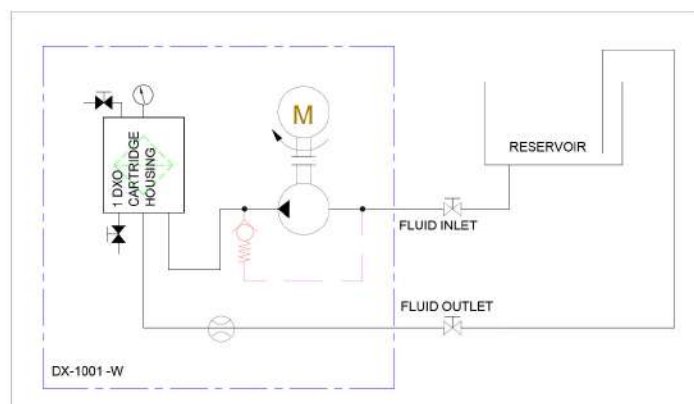 M
RESERVOIR
1 DXO
CARTRIDGE
HOUSING
FLUID INLET
FLUID OUTLET
DX-1001 -W